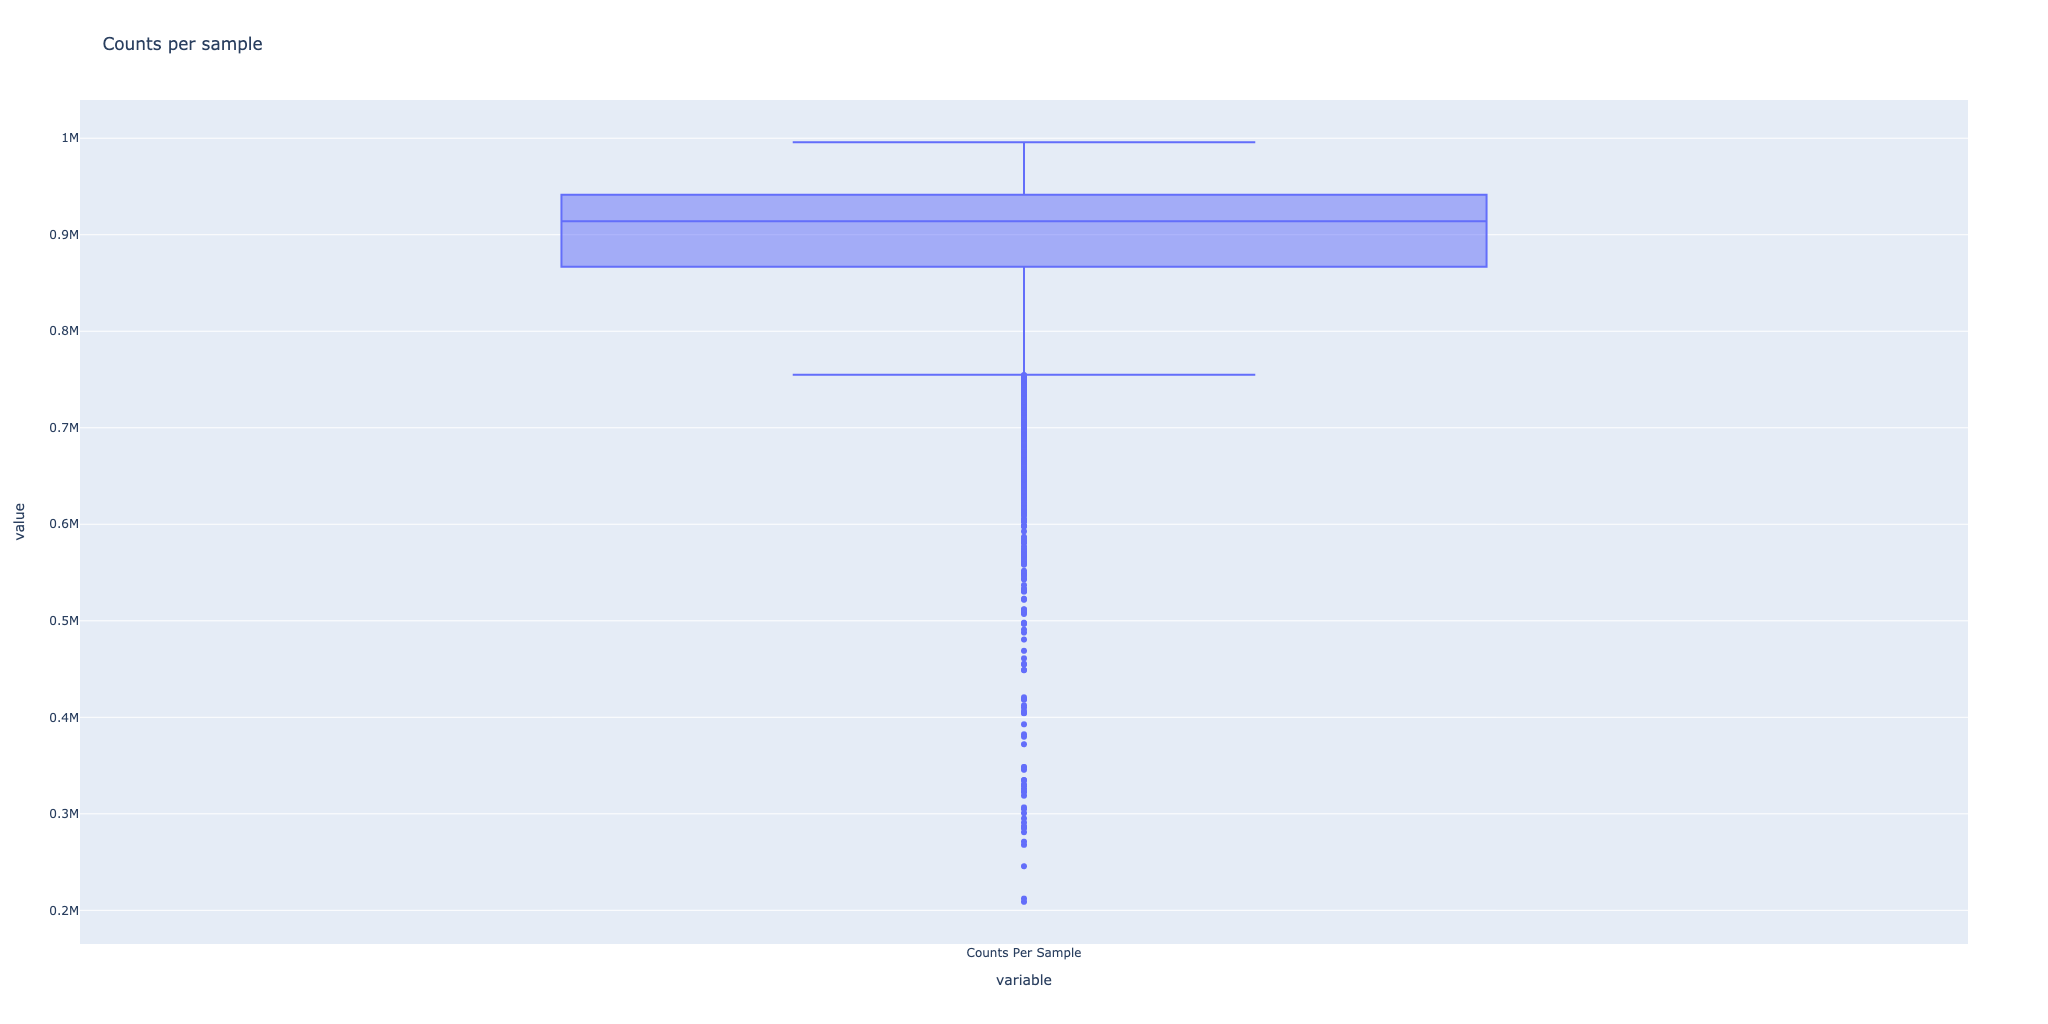 Counts per sample
1M
0.9M
0.8M
0.7M
0.6M
0.5M
0.4M
0.3M
0.2M
value
Counts Per Sample
variable